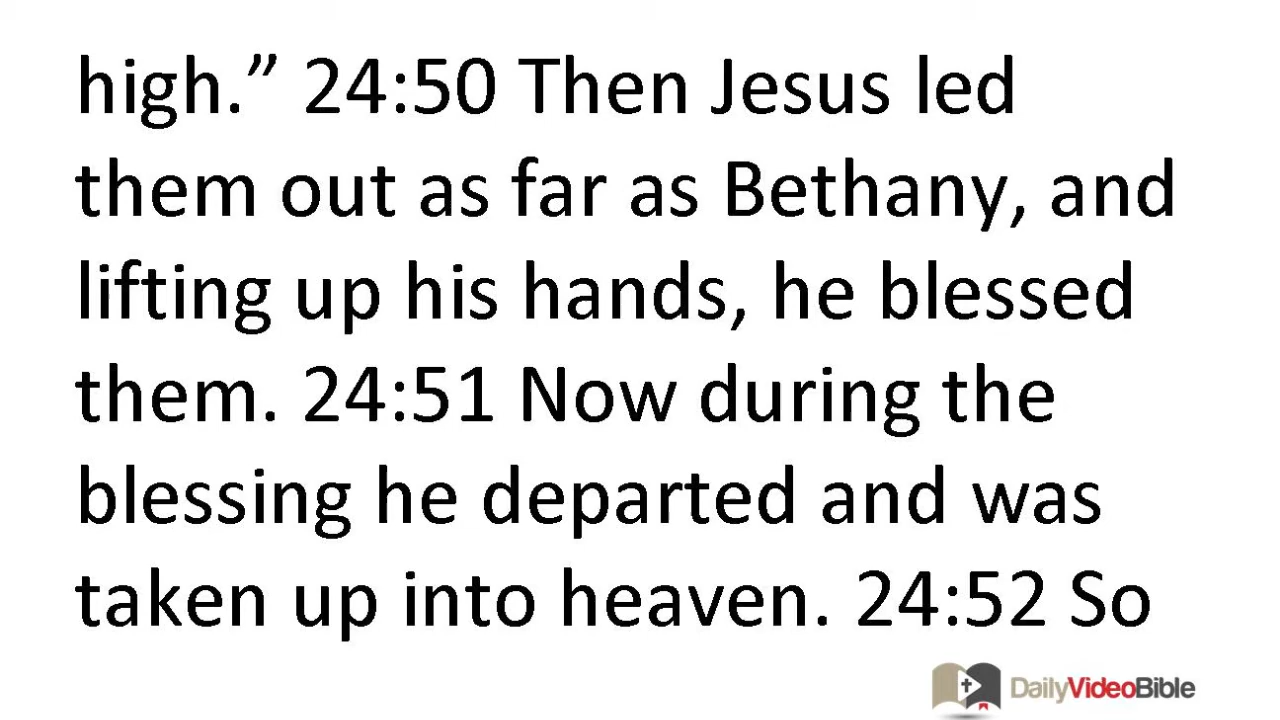 high.” 24:50 Then Jesus led
them out as far as Bethany, and
lifting up his hands, he blessed
them. 24:51 Now during the
blessing he departed and was
taken up into heaven. 24:52 So
DailyVideoBible